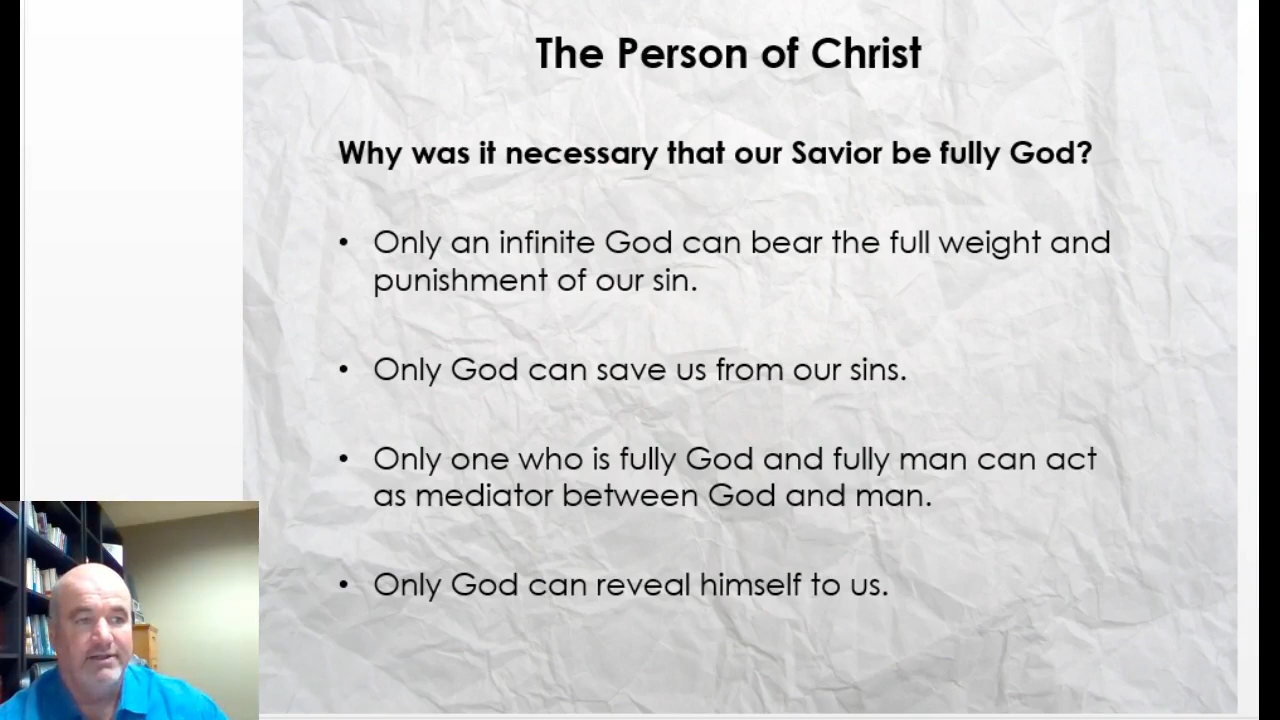 The Person of Christ
Why was it necessary that our Savior be fully God?
• Only an infinite God can bear the full weight and
punishment of our sin.
• Only God can save us from our sins.
• Only one who is fully God and fully man can act
as mediator between God and man.
• Only God can reveal himself to us.